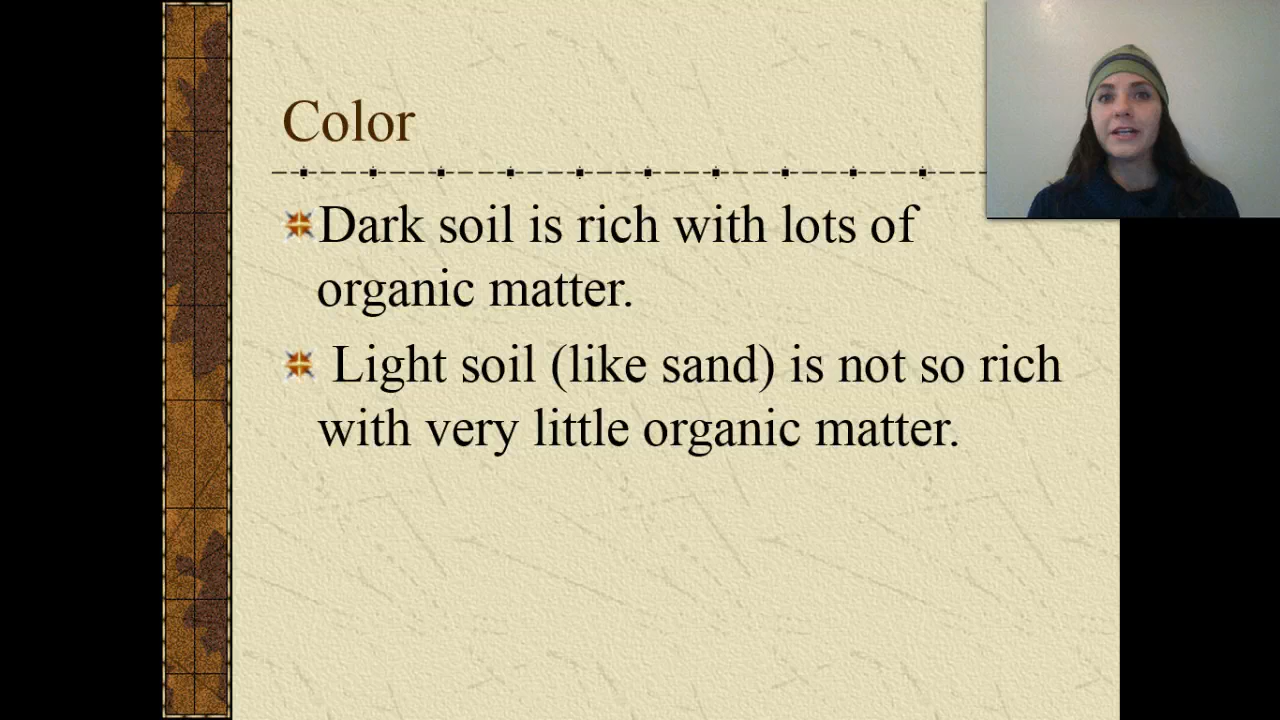 Color
Dark soil is rich with lots of
organic matter.
Light soil (like sand) is not so rich
with very little organic matter.